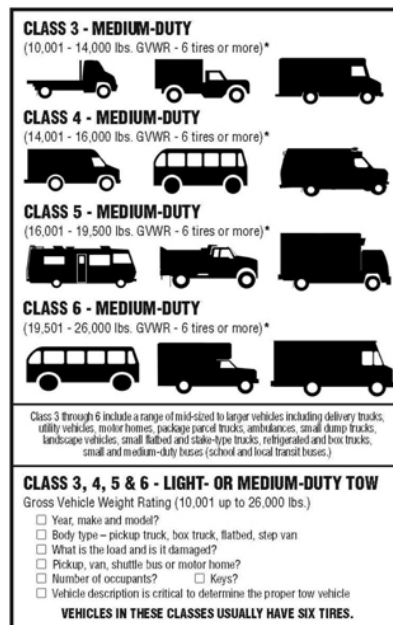 CLASS 3 - MEDIUM-DUTY
(10,001 - 14,000 lbs. GVWR - 6 tires or more)*
CLASS 4 - MEDIUM-DUTY
(14,001 - 16,000 lbs. GVWR - 6 tires or more)*
CLASS 5 - MEDIUM-DUTY
(16,001 - 19,500 lbs. GVWR - 6 tires or more)*
CLASS 6 - MEDIUM-DUTY
(19,501 - 26,000 lbs. GVWR - 6 tires or more)*
Class 3 through 6 include a range of mid-sized to larger vehicles including delivery trucks,
utility vehicles, motor homes, package parcel trucks, ambulances, small dump trucks,
landscape vehicles, small flatbed and stake-type trucks, refrigerated and box trucks,
small and medium-duty buses (school and local transit buses.)
CLASS 3, 4, 5 & 6 - LIGHT- OR MEDIUM-DUTY TOW
Gross Vehicle Weight Rating (10,001 up to 26,000 lbs.)
☐ Year, make and model?
☐ Body type – pickup truck, box truck, flatbed, step van
☐ What is the load and is it damaged?
☐ Pickup, van, shuttle bus or motor home?
☐ Number of occupants? ☐ Keys?
☐ Vehicle description is critical to determine the proper tow vehicle
VEHICLES IN THESE CLASSES USUALLY HAVE SIX TIRES.